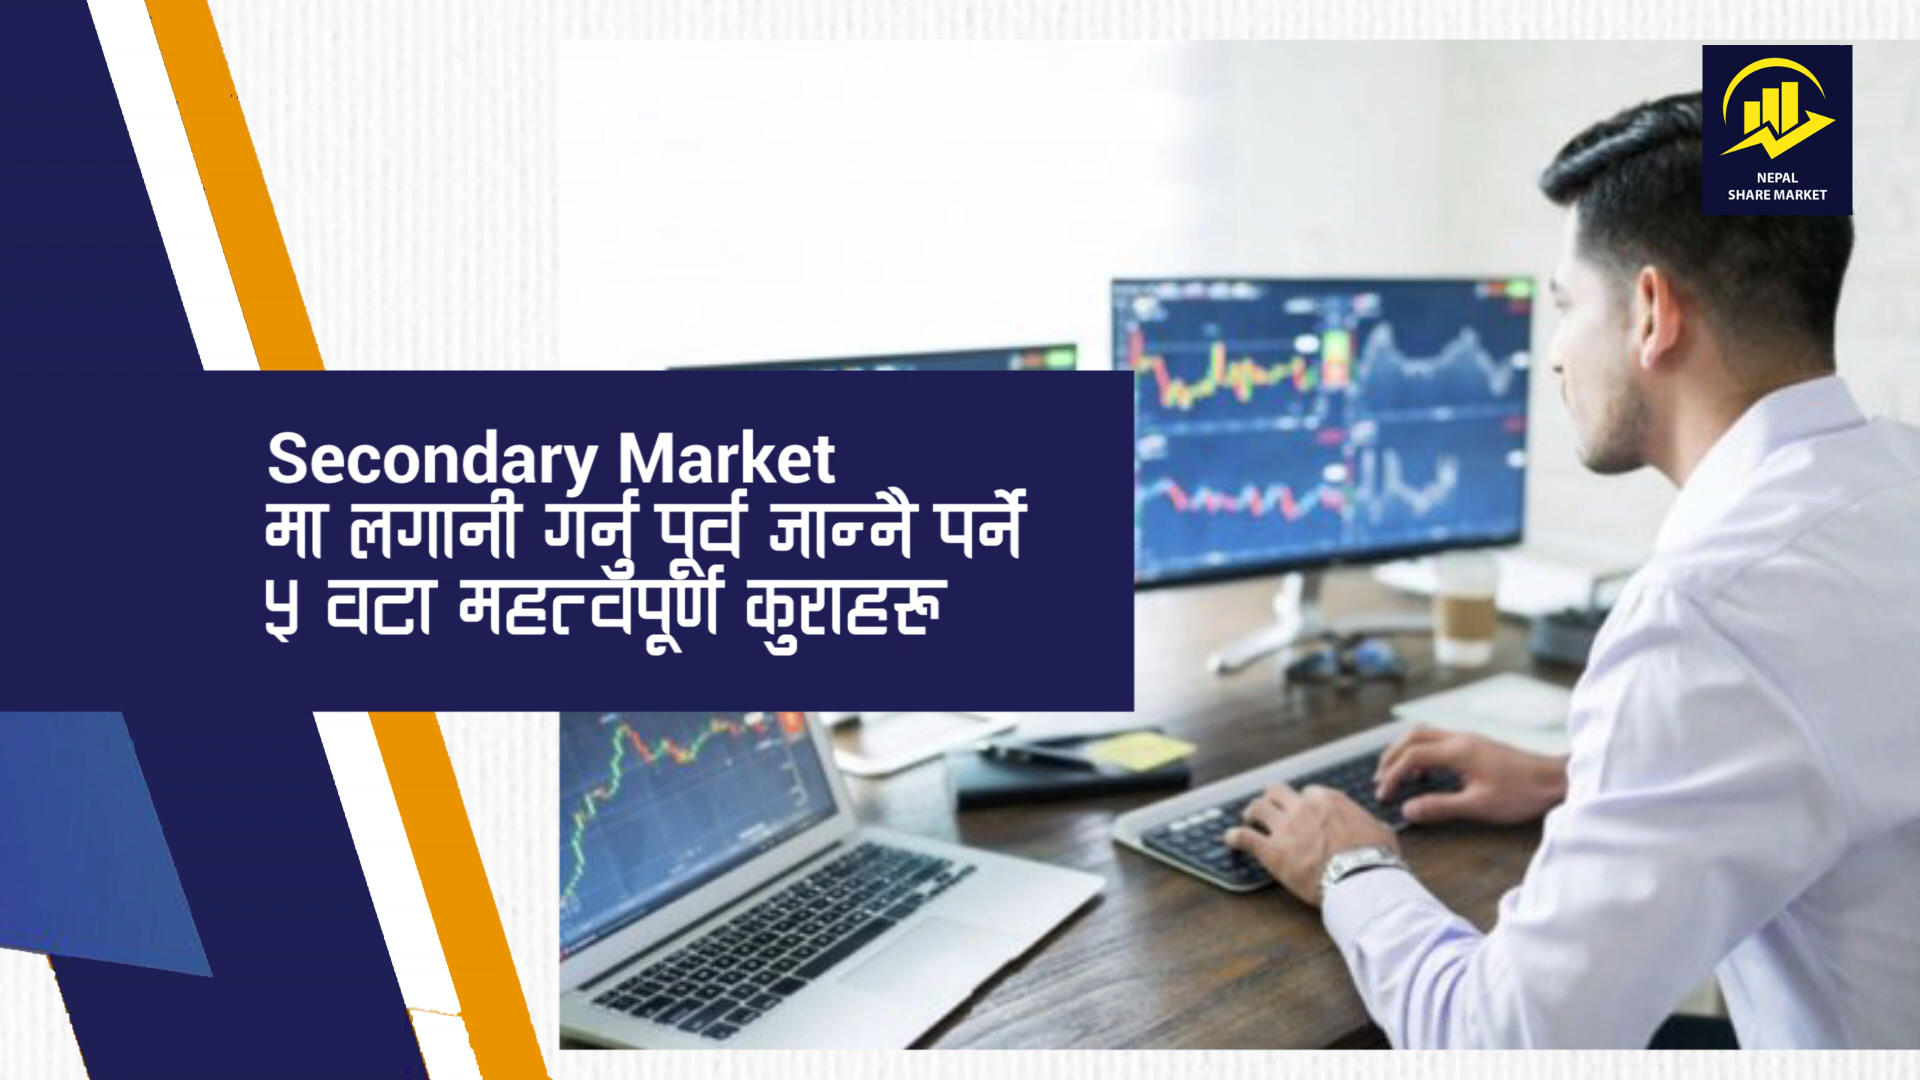 NEPAL
SHARE MARKET
Secondary Market
मा लगानी गर्नु पूर्व जान्नै पर्ने
५ वटा महत्वपूर्ण कुराहरू